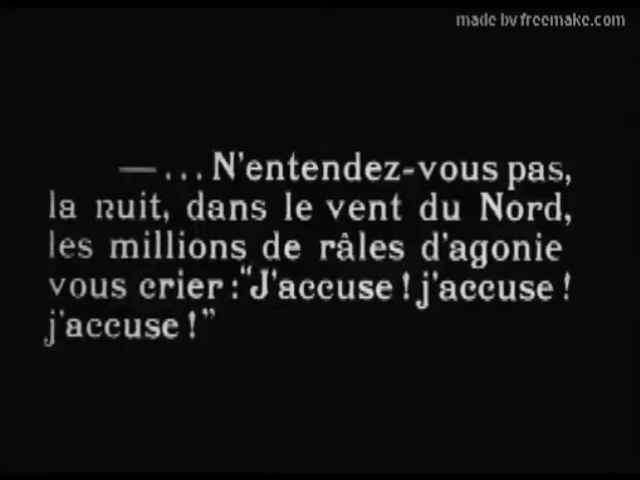 made by freemake.com
—...N'entendez-vous pas,
la nuit, dans le vent du Nord,
les millions de râles d'agonie
vous crier:"J'accuse! j'accuse!
j'accuse!"